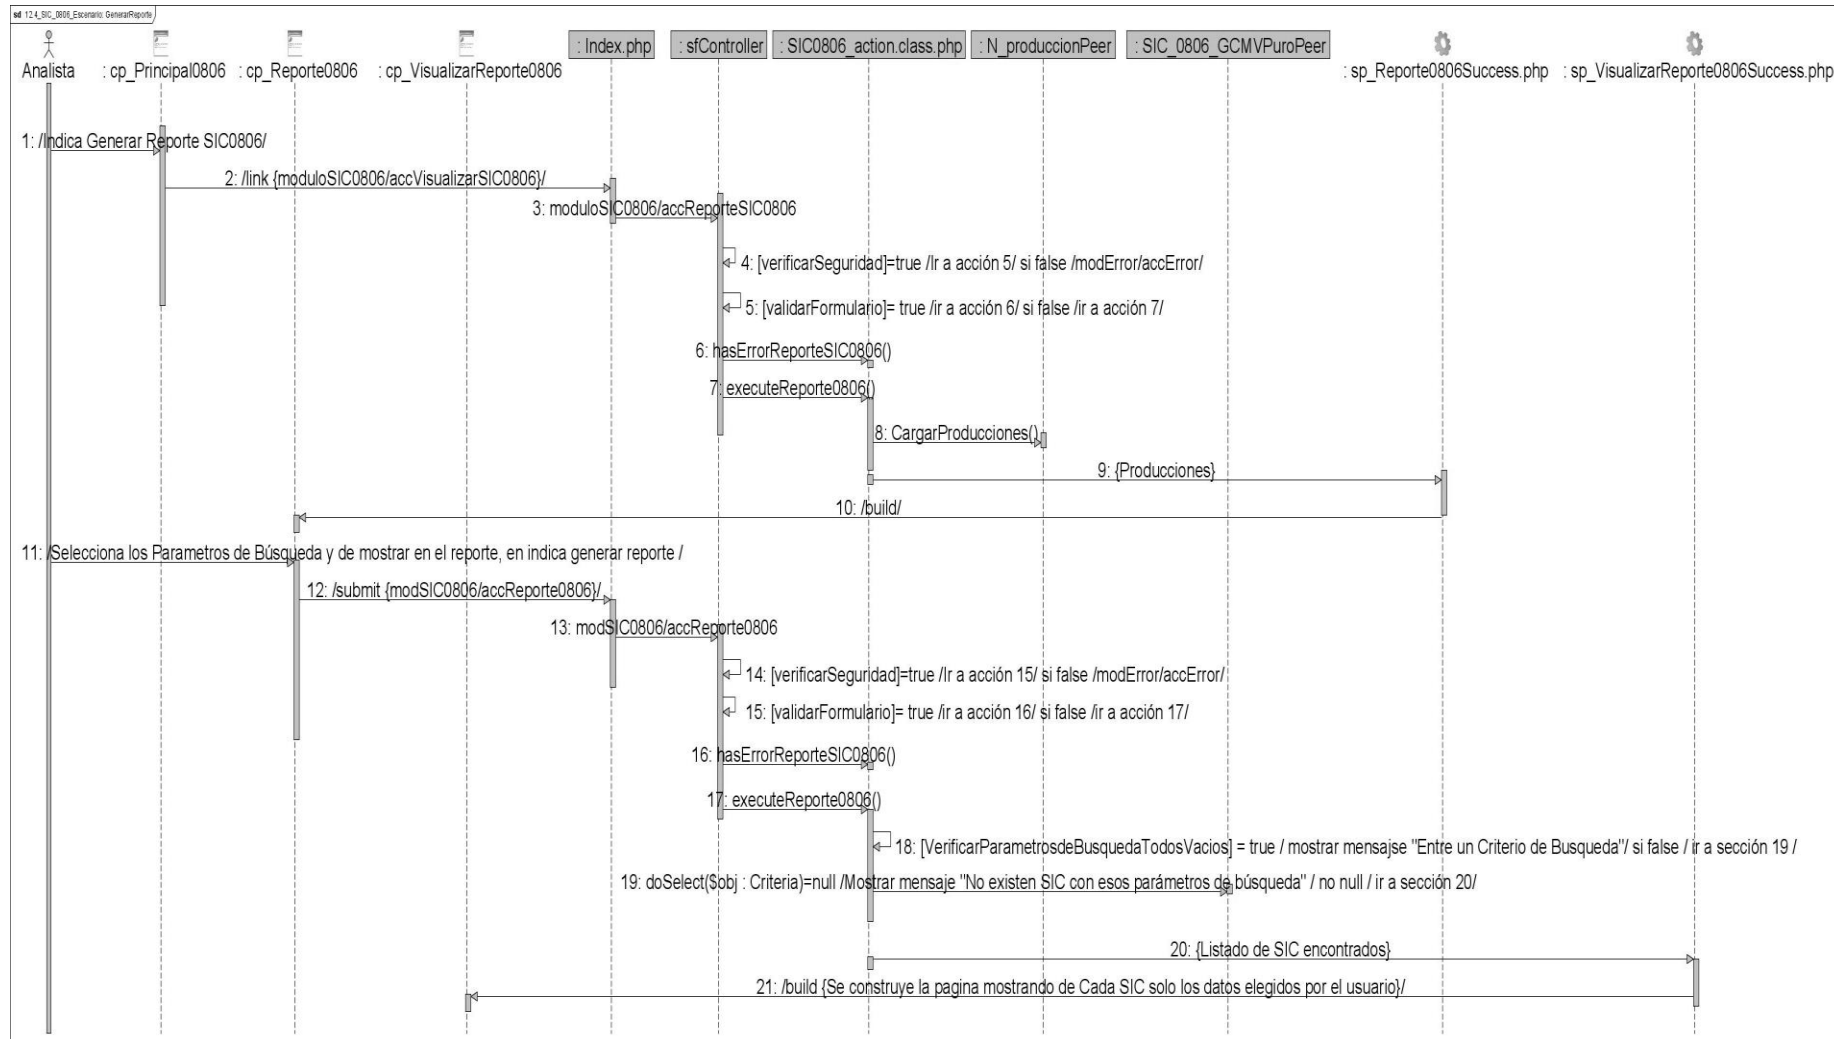 sd 12.4_SIC_0806_Escenario: GenerarReporte
Analista
: cp_Principal0806
: cp_Reporte0806
: cp_VisualizarReporte0806
: Index.php
: sfController
: SIC0806_action.class.php
: N_produccionPeer
: SIC_0806_GCMVPuroPeer
: sp_Reporte0806Success.php
: sp_VisualizarReporte0806Success.php
1: /Indica Generar Reporte SIC0806/
2: /link {moduloSIC0806/accVisualizarSIC0806}/
3: moduloSIC0806/accReporteSIC0806
4: [verificarSeguridad]=true /Ir a acción 5/ si false /modError/accError/
5: [validarFormulario]= true /ir a acción 6/ si false /ir a acción 7/
6: hasErrorReporteSIC0806()
7: executeReporte0806()
8: CargarProducciones()
9: {Producciones}
10: /build/
11: /Selecciona los Parametros de Búsqueda y de mostrar en el reporte, en indica generar reporte /
12: /submit {modSIC0806/accReporte0806}/
13: modSIC0806/accReporte0806
14: [verificarSeguridad]=true /Ir a acción 15/ si false /modError/accError/
15: [validarFormulario]= true /ir a acción 16/ si false /ir a acción 17/
16: hasErrorReporteSIC0806()
17: executeReporte0806()
18: [VerificarParametrosdeBusquedaTodosVacios] = true / mostrar mensajse "Entre un Criterio de Busqueda"/ si false / ir a sección 19 /
19: doSelect($obj : Criteria)=null /Mostrar mensaje "No existen SIC con esos parámetros de búsqueda" / no null / ir a sección 20/
20: {Listado de SIC encontrados}
21: /build {Se construye la pagina mostrando de Cada SIC solo los datos elegidos por el usuario}/